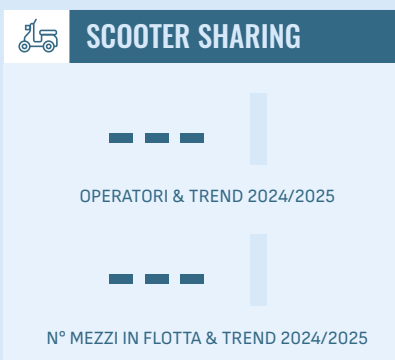 SCOOTER SHARING
---
OPERATORI & TREND 2024/2025
---
N° MEZZI IN FLOTTA & TREND 2024/2025